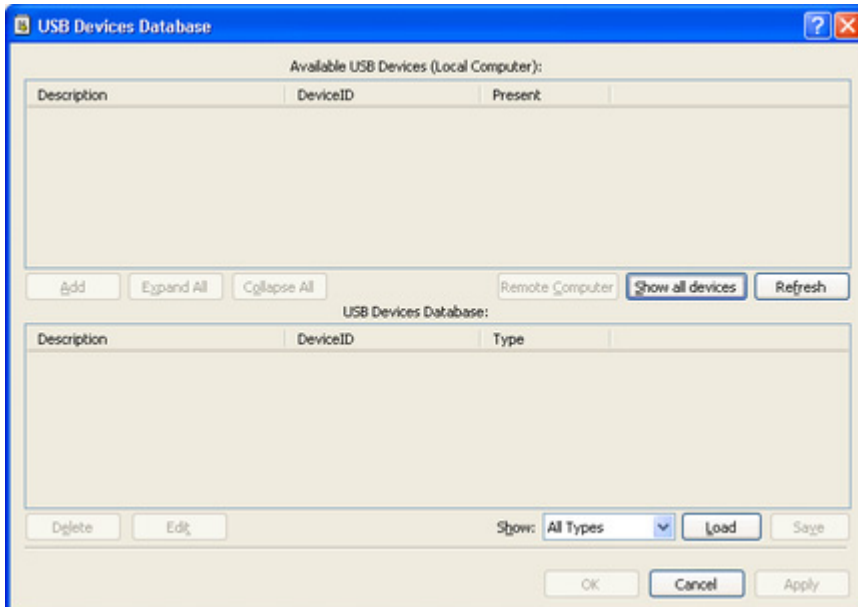 USB Devices Database
Available USB Devices (Local Computer):
Description DeviceID Present
Add Expand All Collapse All Remote Computer Show all devices Refresh
USB Devices Database:
Description DeviceID Type
Delete Edit Show: All Types Load Save
OK Cancel Apply